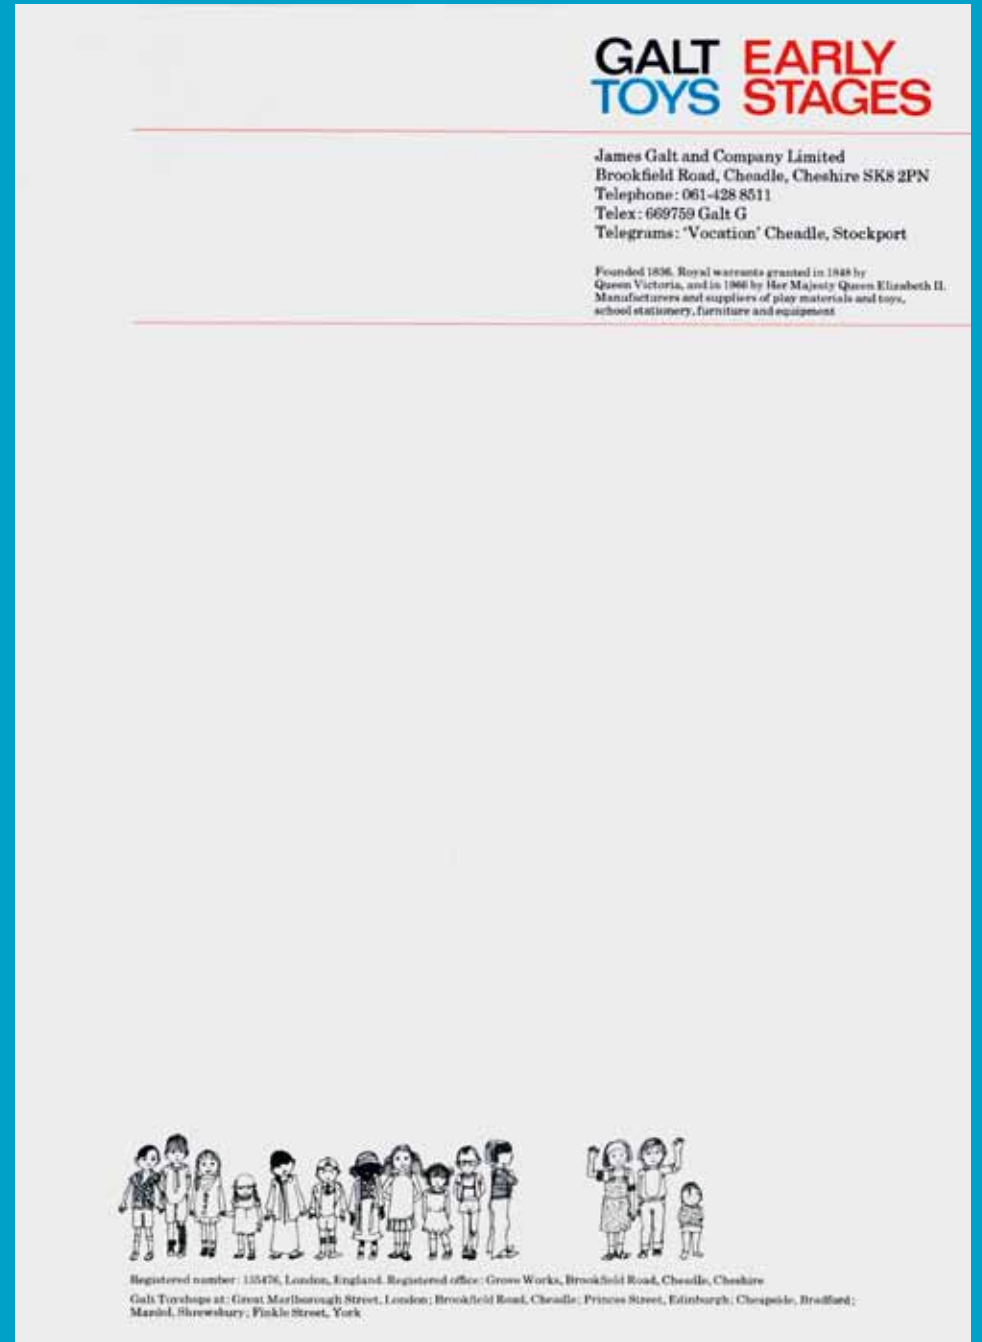 GALT EARLY
TOYS STAGES
James Galt and Company Limited
Brookfield Road, Cheadle, Cheshire SK8 2PN
Telephone: 061-428 8511
Telex: 669759 Galt G
Telegrams: 'Vocation' Cheadle, Stockport
Founded 1836. Royal warrants granted in 1848 by
Queen Victoria, and in 1966 by Her Majesty Queen Elizabeth II.
Manufacturers and suppliers of play materials and toys,
school stationery, furniture and equipment
Registered number: 135476, London, England. Registered office: Grove Works, Brookfield Road, Cheadle, Cheshire
Galt Toyshops at: Great Marlborough Street, London; Brookfield Road, Cheadle; Princes Street, Edinburgh; Cheapside, Bradford;
Mardol, Shrewsbury; Finkle Street, York